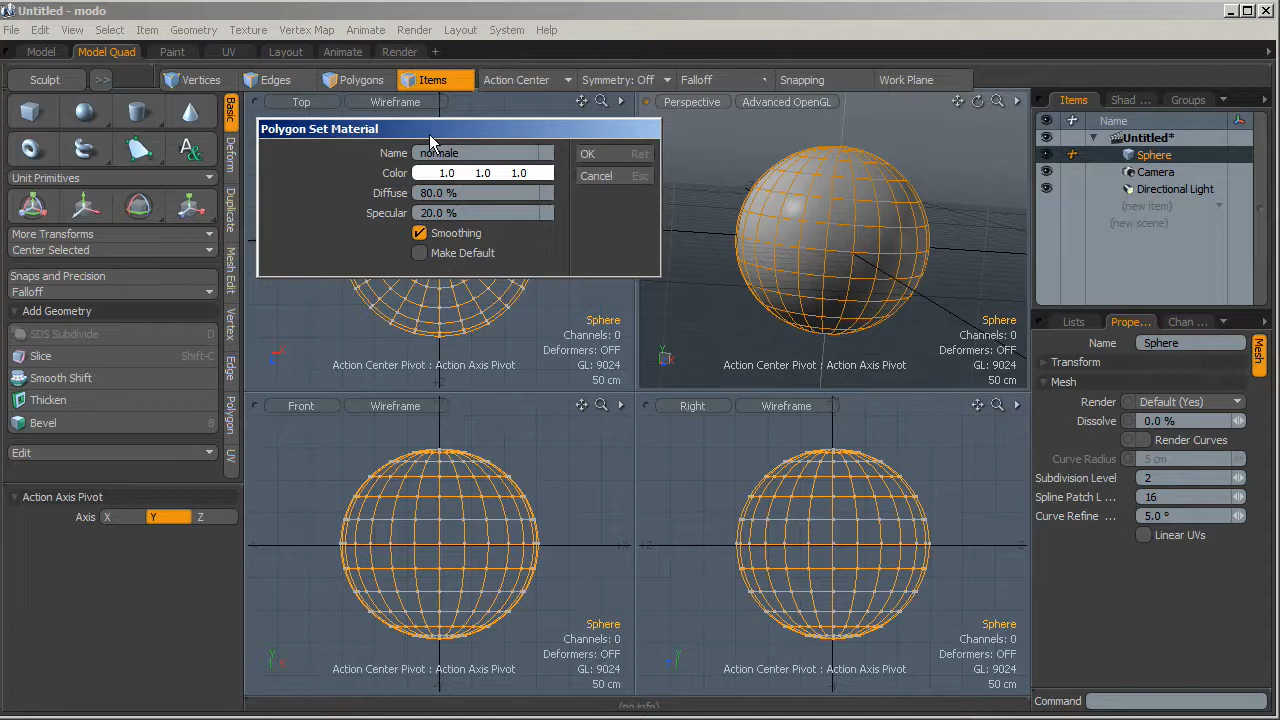 Untitled* - modo
File Edit View Select Item Geometry Texture Vertex Map Animate Render Layout System Help
Model Model Quad Paint UV Layout Animate Render +
Sculpt >> Vertices Edges Polygons Items Action Center Symmetry: Off Falloff Snapping Work Plane
Top Wireframe
Perspective Advanced OpenGL
Items Shad ... Groups
Name
Untitled*
Sphere
Camera
Directional Light
(new item)
(new scene)
Basic
Deform
Duplicate
Mesh Edit
Vertex
Edge
Polygon
UV
Unit Primitives
More Transforms
Center Selected
Snaps and Precision
Falloff
Add Geometry
SDS Subdivide D
Slice Shift-C
Smooth Shift
Thicken
Bevel B
Edit
Action Axis Pivot
Axis X Y Z
Polygon Set Material
Name normale
Color 1.0 1.0 1.0
Diffuse 80.0 %
Specular 20.0 %
Smoothing
Make Default
OK Ret
Cancel Esc
Sphere
Channels: 0
Deformers: OFF
Action Center Pivot : Action Axis Pivot GL: 9024
50 cm
Sphere
Channels: 0
Deformers: OFF
Action Center Pivot : Action Axis Pivot GL: 9024
50 cm
Front Wireframe
Sphere
Channels: 0
Deformers: OFF
Action Center Pivot : Action Axis Pivot GL: 9024
50 cm
Right Wireframe
Sphere
Channels: 0
Deformers: OFF
Action Center Pivot : Action Axis Pivot GL: 9024
50 cm
(no info)
Lists Prope... Chan ...
Mesh
Name Sphere
Transform
Mesh
Render Default (Yes)
Dissolve 0.0 %
Render Curves
Curve Radius 5 cm
Subdivision Level 2
Spline Patch L ... 16
Curve Refine ... 5.0 °
Linear UVs
Command